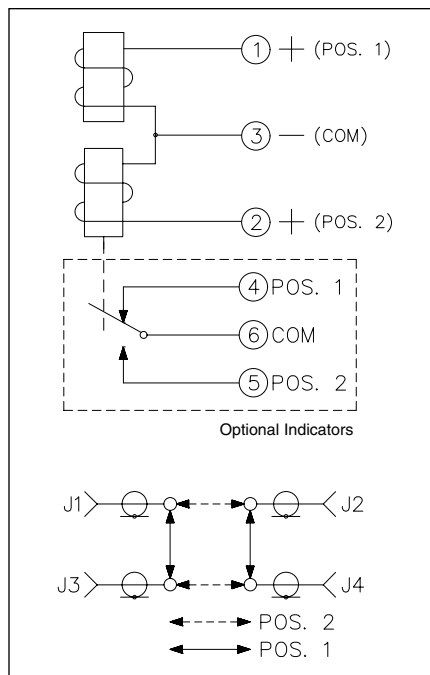 1 + (POS. 1)
3 — (COM)
2 + (POS. 2)
4 POS. 1
6 COM
5 POS. 2
Optional Indicators
J1 J2
J3 J4
POS. 2
POS. 1